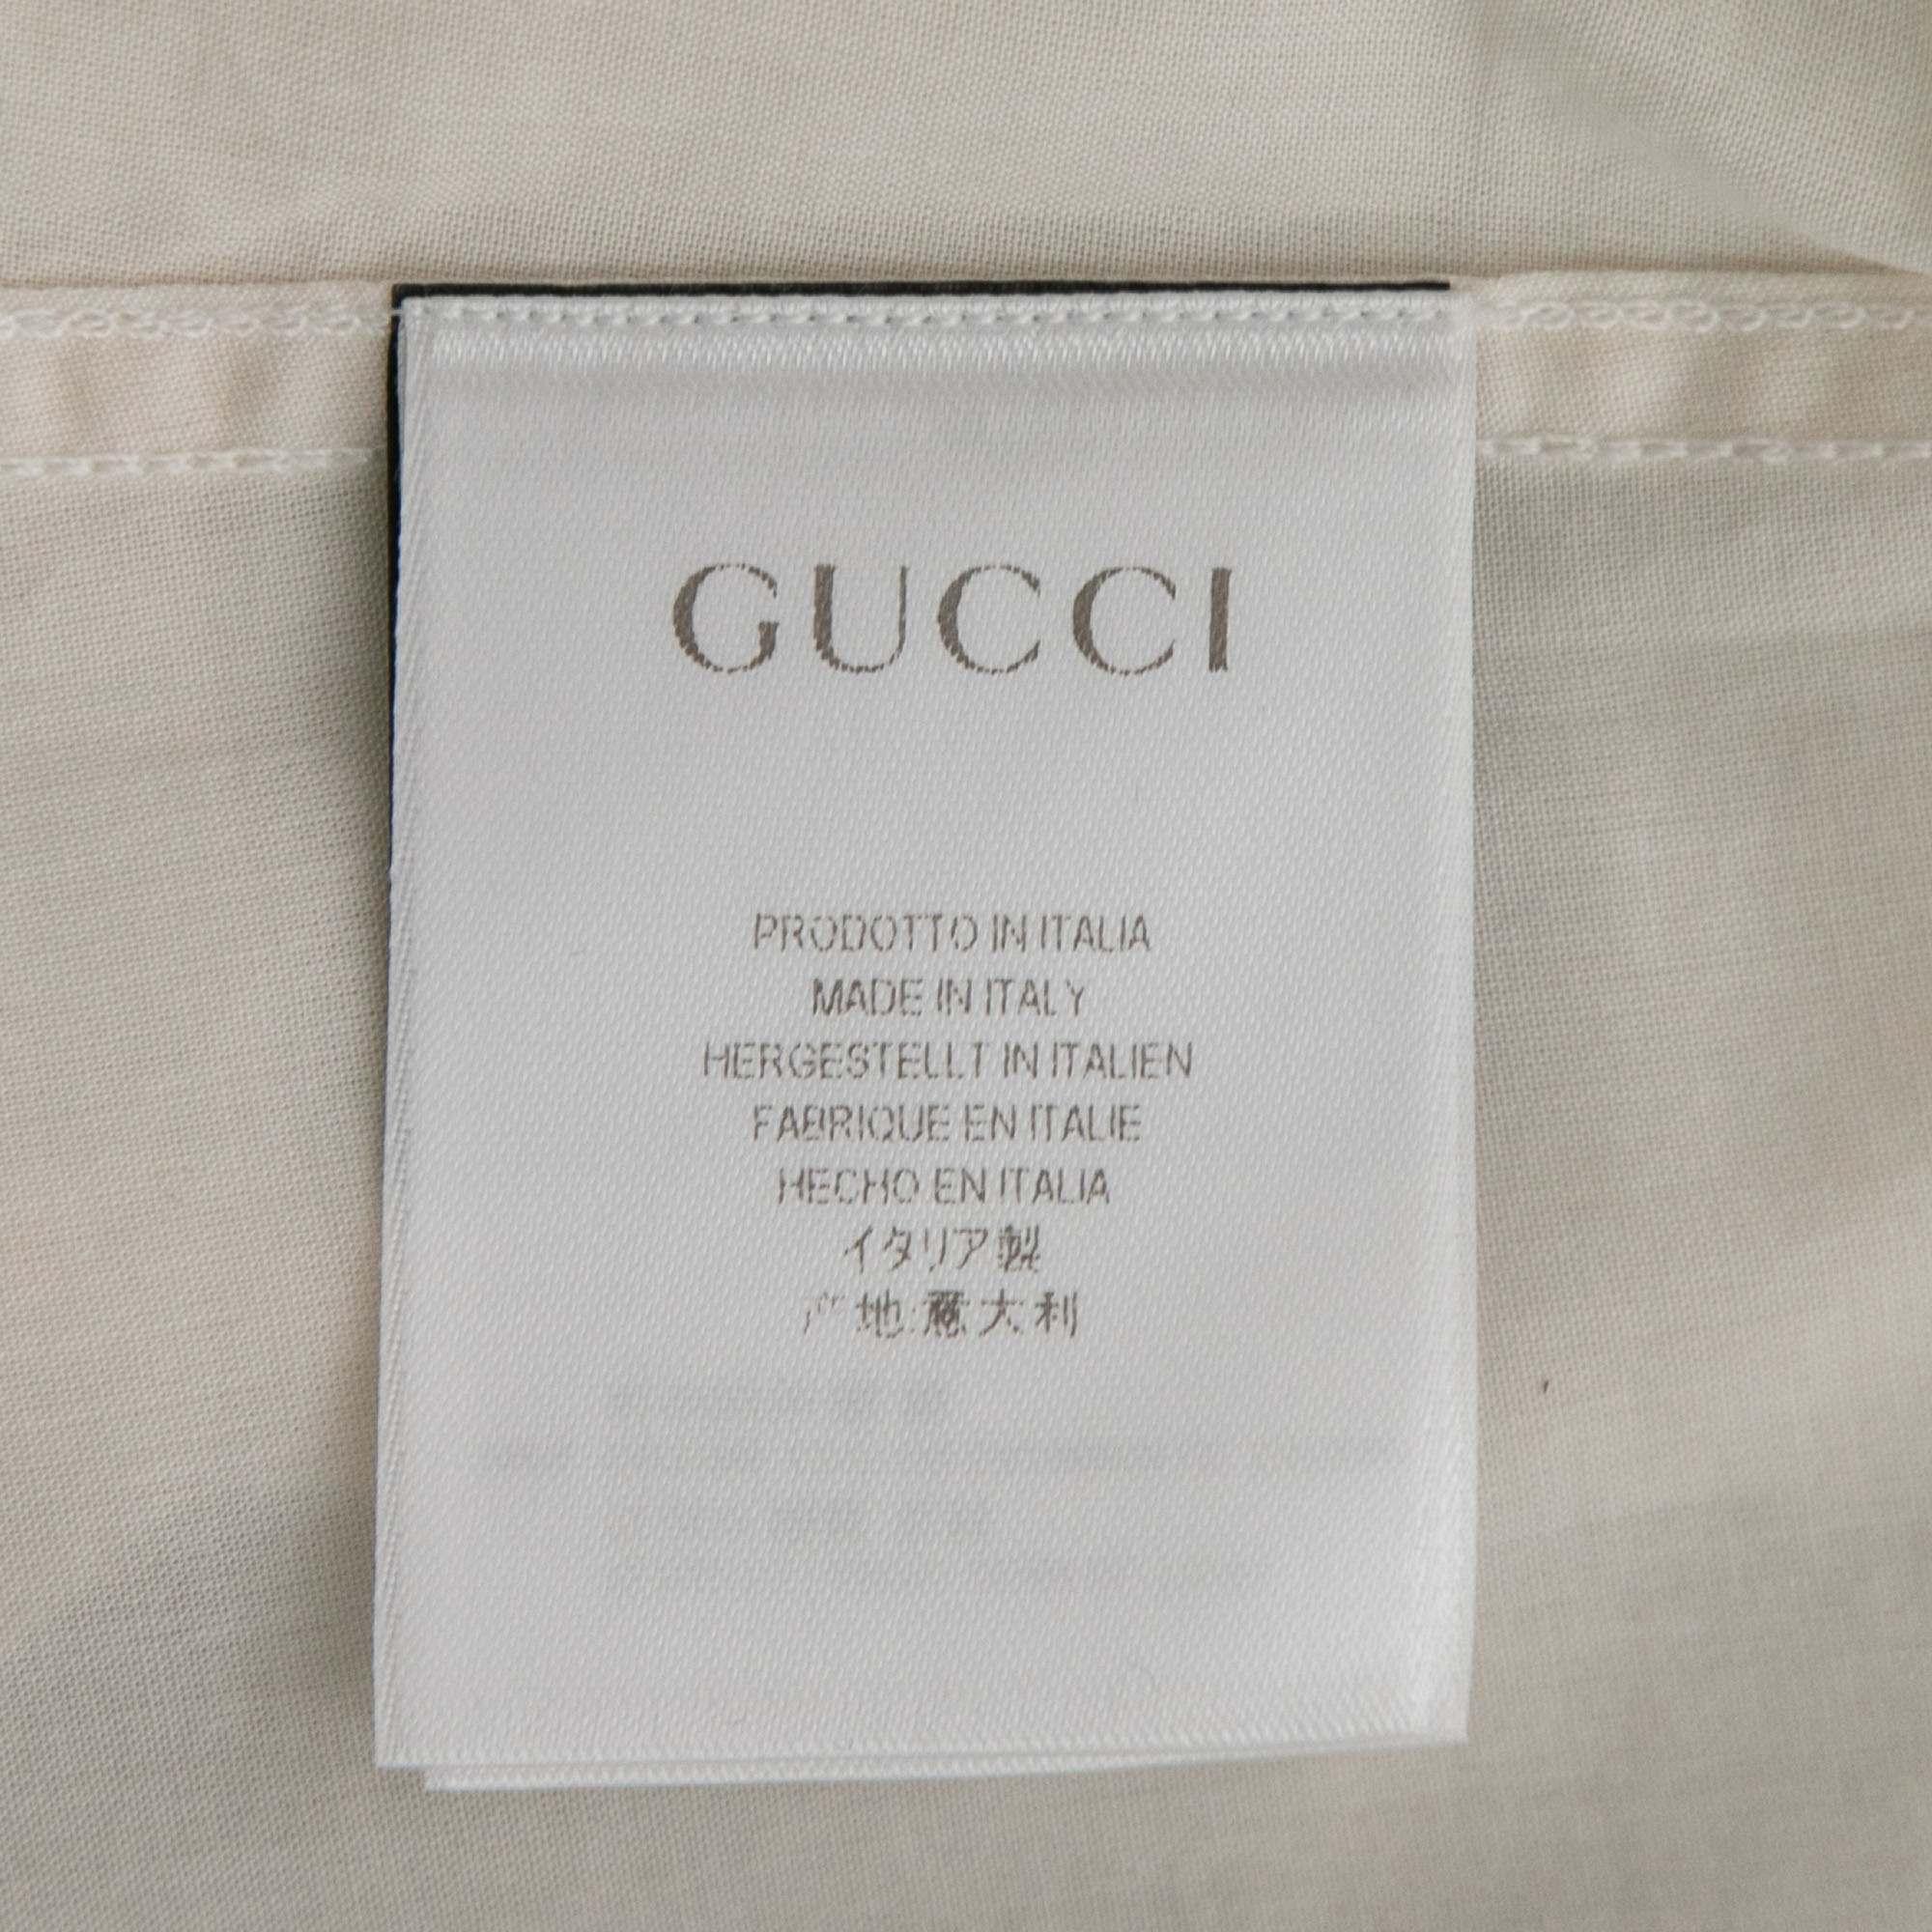 GUCCI
PRODOTTO IN ITALIA
MADE IN ITALY
HERGESTELLT IN ITALIEN
FABRIQUE EN ITALIE
HECHO EN ITALIA
イタリア製
产地:意大利